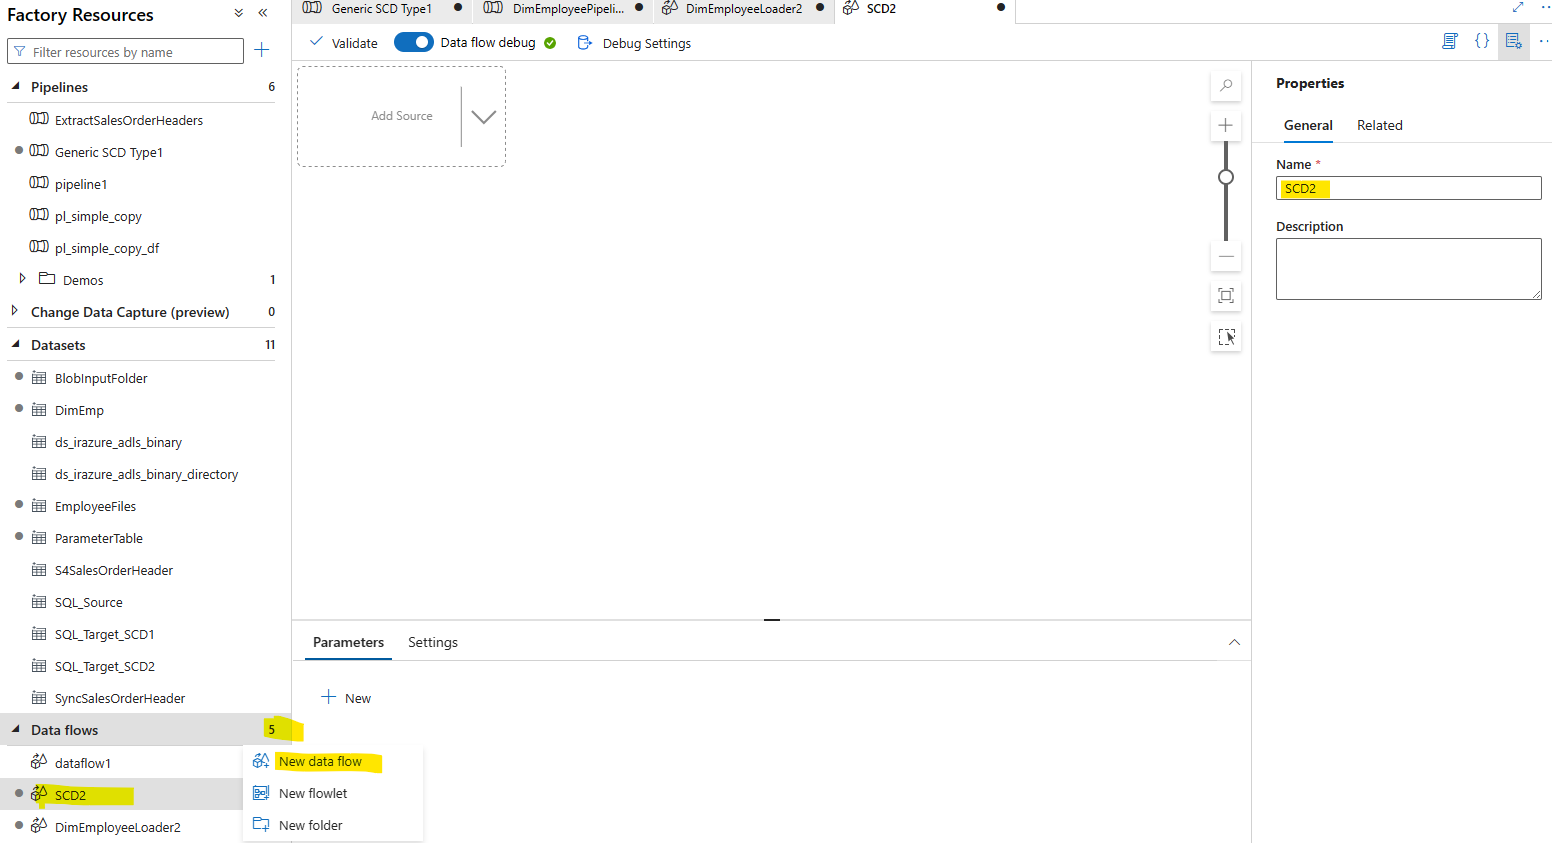 Factory Resources
Filter resources by name
Pipelines 6
ExtractSalesOrderHeaders
Generic SCD Type1
pipeline1
pl_simple_copy
pl_simple_copy_df
Demos 1
Change Data Capture (preview) 0
Datasets 11
BlobInputFolder
DimEmp
ds_irazure_adls_binary
ds_irazure_adls_binary_directory
EmployeeFiles
ParameterTable
S4SalesOrderHeader
SQL_Source
SQL_Target_SCD1
SQL_Target_SCD2
SyncSalesOrderHeader
Data flows 5
dataflow1
SCD2
DimEmployeeLoader2
New data flow
New flowlet
New folder
Generic SCD Type1 DimEmployeePipeli... DimEmployeeLoader2 SCD2
Validate Data flow debug Debug Settings
Add Source
Parameters Settings
New
Properties
General Related
Name *
SCD2
Description